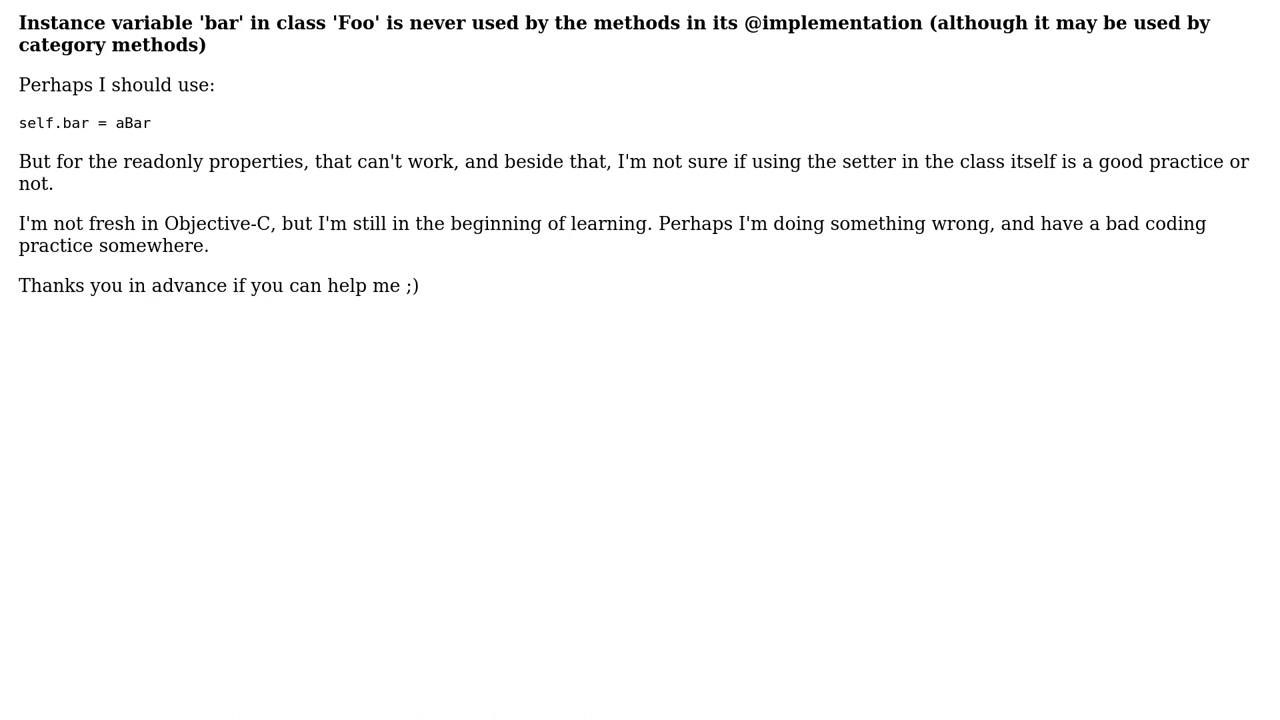 Instance variable 'bar' in class 'Foo' is never used by the methods in its @implementation (although it may be used by
category methods)
Perhaps I should use:
self.bar = aBar
But for the readonly properties, that can't work, and beside that, I'm not sure if using the setter in the class itself is a good practice or
not.
I'm not fresh in Objective-C, but I'm still in the beginning of learning. Perhaps I'm doing something wrong, and have a bad coding
practice somewhere.
Thanks you in advance if you can help me ;)